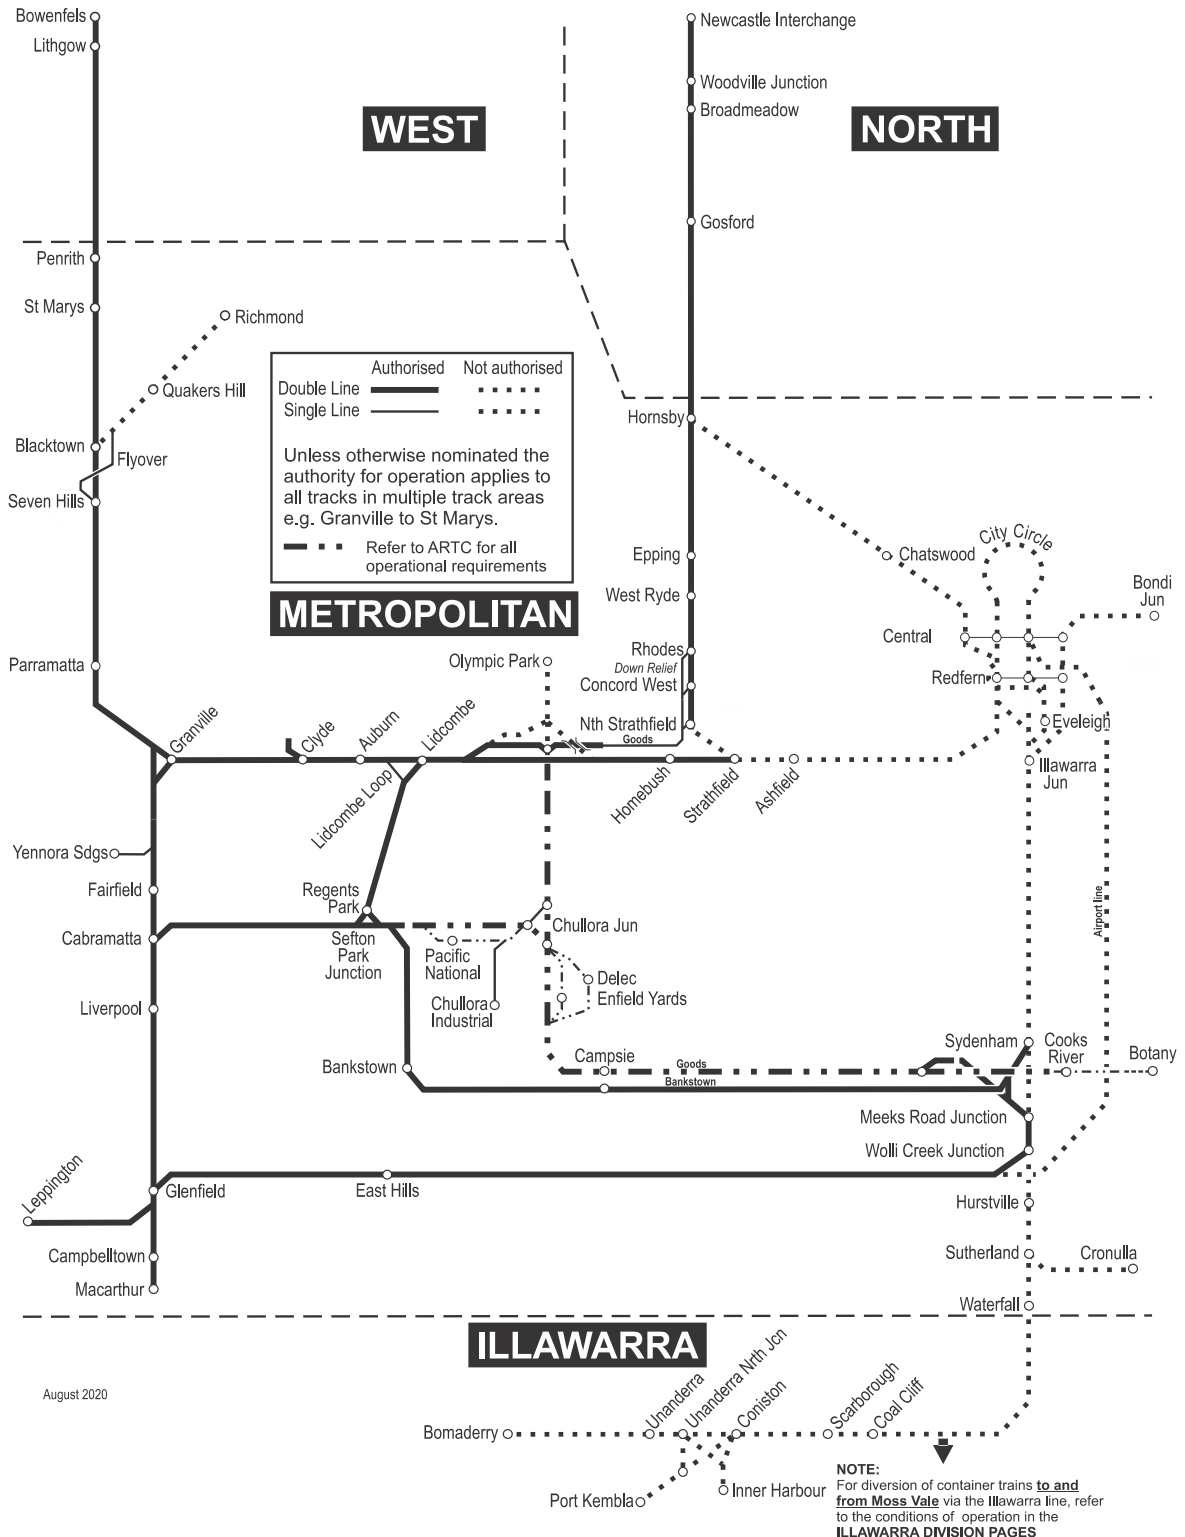 Bowenfels
Lithgow
Newcastle Interchange
Woodville Junction
Broadmeadow
WEST
NORTH
Gosford
Penrith
St Marys
Richmond
Quakers Hill
Blacktown
Flyover
Seven Hills
Authorised Not authorised
Double Line
Single Line
Unless otherwise nominated the
authority for operation applies to
all tracks in multiple track areas
e.g. Granville to St Marys.
Refer to ARTC for all
operational requirements
METROPOLITAN
Hornsby
Chatswood
City Circle
Epping
West Ryde
Bondi
Jun
Central
Redfern
Eveleigh
Illawarra
Jun
Rhodes
Down Relief
Concord West
Nth Strathfield
Goods
Olympic Park
Parramatta
Granville
Clyde
Auburn
Lidcombe
Lidcombe Loop
Homebush
Strathfield
Ashfield
Yennora Sdgs
Fairfield
Regents
Park
Cabramatta
Sefton
Park
Junction
Pacific
National
Chullora Jun
Delec
Enfield Yards
Chullora
Industrial
Airport line
Liverpool
Bankstown
Campsie
Goods
Bankstown
Sydenham
Cooks
River
Botany
Meeks Road Junction
Wolli Creek Junction
Leppington
Glenfield
East Hills
Hurstville
Campbelltown
Macarthur
Sutherland
Cronulla
Waterfall
ILLAWARRA
August 2020
Bomaderry
Unanderra
Unanderra Nrth Jcn
Coniston
Scarborough
Coal Cliff
Port Kembla
Inner Harbour
NOTE:
For diversion of container trains to and
from Moss Vale via the Illawarra line, refer
to the conditions of operation in the
ILLAWARRA DIVISION PAGES